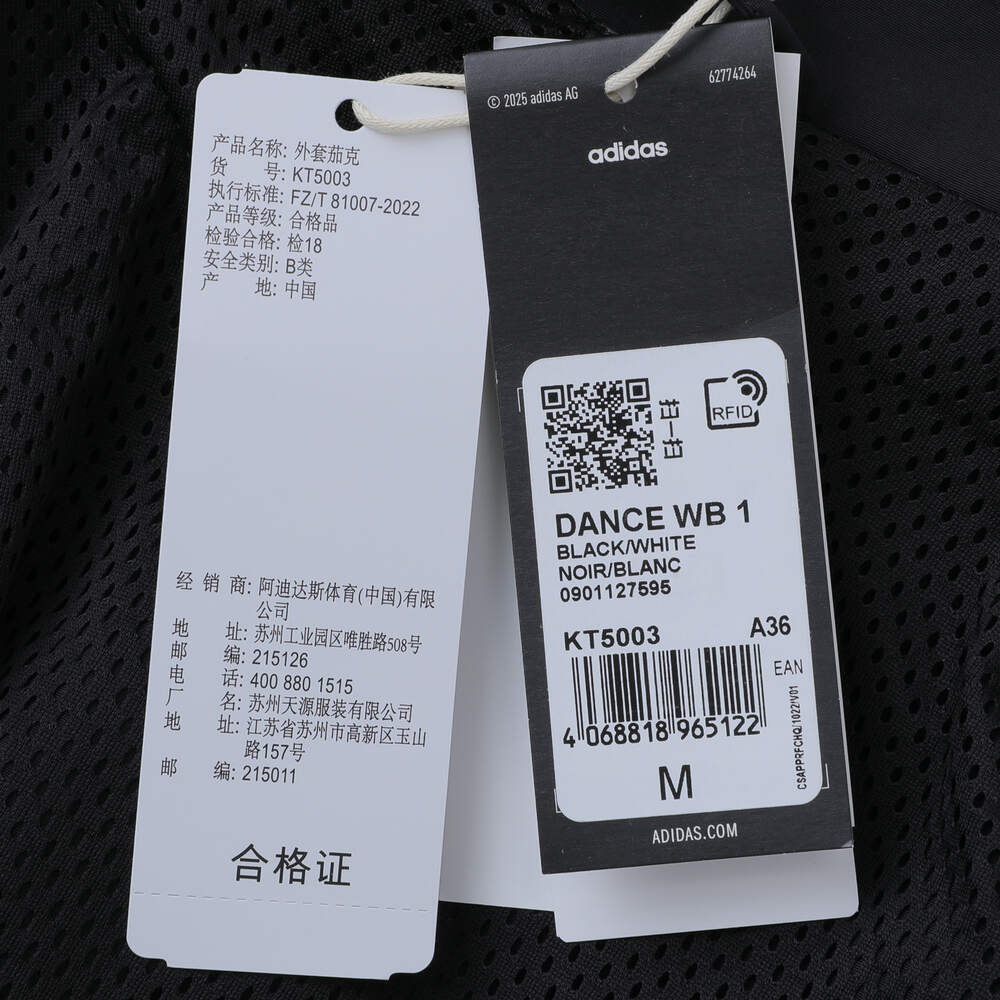 产品名称: 外套茄克
货 号: KT5003
执行标准: FZ/T 81007-2022
产品等级: 合格品
检验合格: 检18
安全类别: B类
产 地: 中国
经 销 商: 阿迪达斯体育(中国)有限
公司
地 址: 苏州工业园区唯胜路508号
邮 编: 215126
电 话: 400 880 1515
厂 名: 苏州天源服装有限公司
地 址: 江苏省苏州市高新区玉山
路157号
邮 编: 215011
合格证
© 2025 adidas AG
62774264
adidas
扫一扫
RFID
DANCE WB 1
BLACK/WHITE
NOIR/BLANC
0901127595
KT5003 A36
EAN
4 068818 965122
CSAPPRFCHQ/1022/V01
M
ADIDAS.COM